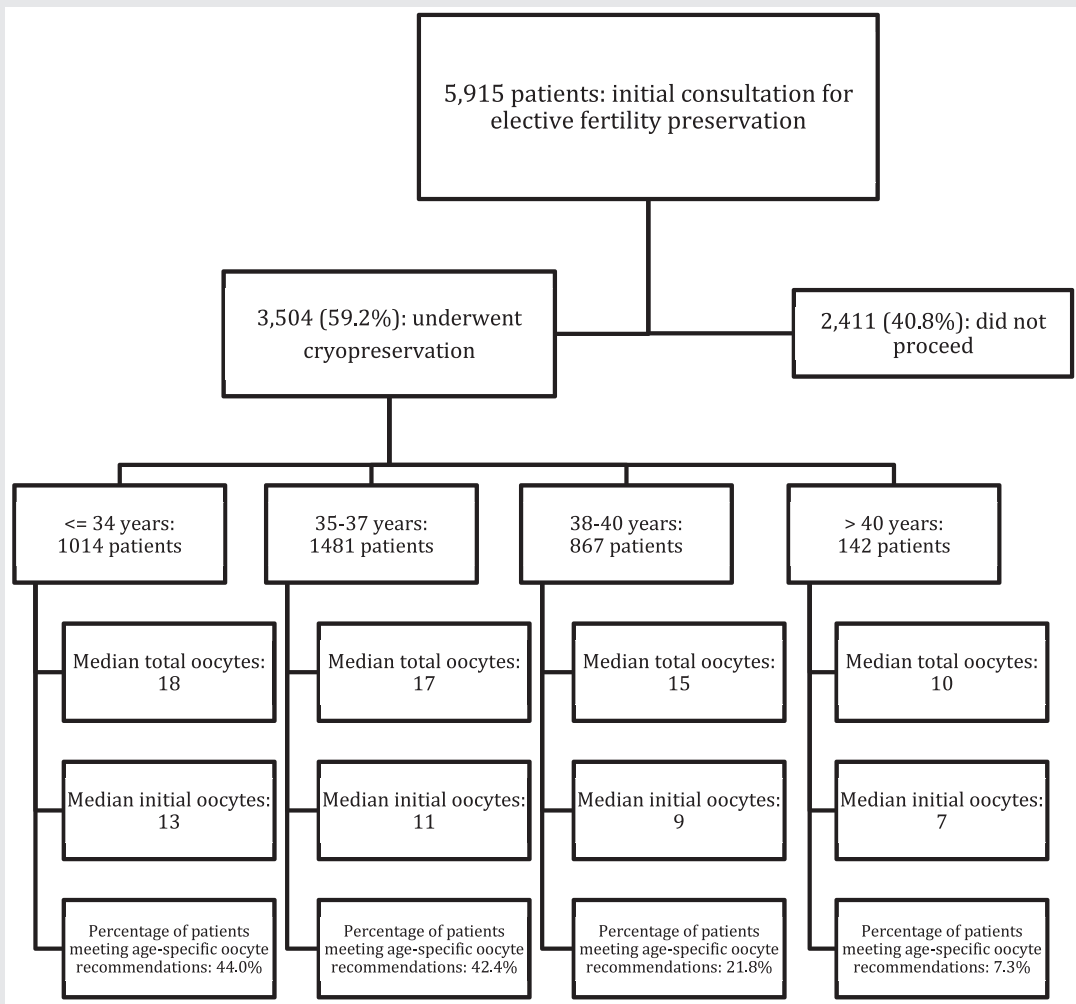 5,915 patients: initial consultation for
elective fertility preservation
3,504 (59.2%): underwent
cryopreservation
2,411 (40.8%): did not
proceed
<= 34 years:
1014 patients
35-37 years:
1481 patients
38-40 years:
867 patients
> 40 years:
142 patients
Median total oocytes:
18
Median total oocytes:
17
Median total oocytes:
15
Median total oocytes:
10
Median initial oocytes:
13
Median initial oocytes:
11
Median initial oocytes:
9
Median initial oocytes:
7
Percentage of patients
meeting age-specific oocyte
recommendations: 44.0%
Percentage of patients
meeting age-specific oocyte
recommendations: 42.4%
Percentage of patients
meeting age-specific oocyte
recommendations: 21.8%
Percentage of patients
meeting age-specific oocyte
recommendations: 7.3%